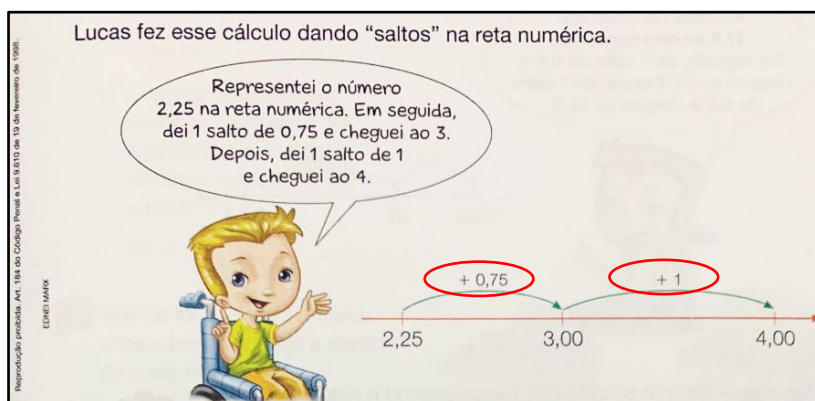 Lucas fez esse cálculo dando “saltos” na reta numérica.
Representei o número
2,25 na reta numérica. Em seguida,
dei 1 salto de 0,75 e cheguei ao 3.
Depois, dei 1 salto de 1
e cheguei ao 4.
+ 0,75
+ 1
2,25
3,00
4,00
Reprodução proibida. Art. 184 do Código Penal e Lei 9.610 de 19 de fevereiro de 1998.
EDNEI MARX